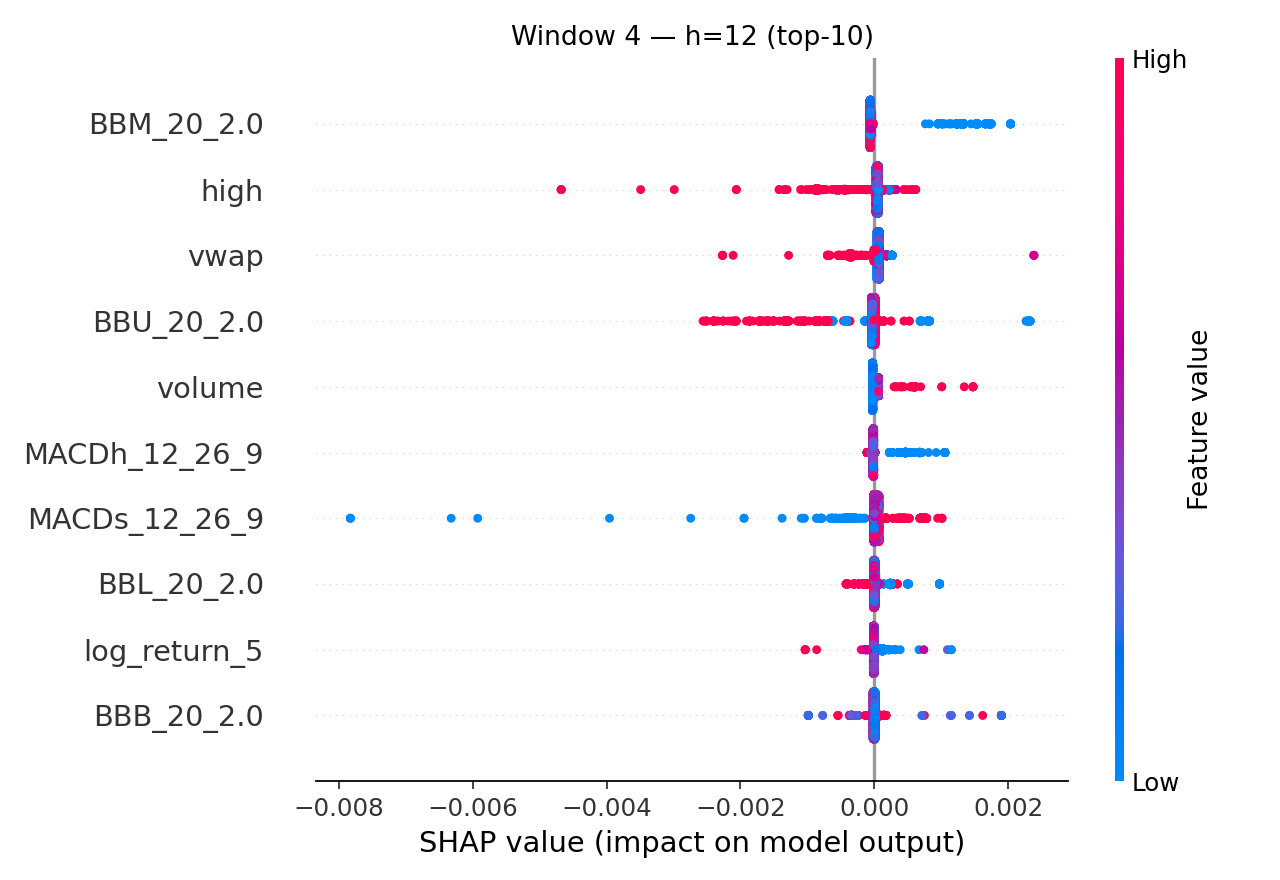 Window 4 — h=12 (top-10)
High
BBM_20_2.0
high
vwap
BBU_20_2.0
volume
MACDh_12_26_9
MACDs_12_26_9
BBL_20_2.0
log_return_5
BBB_20_2.0
Feature value
Low
−0.008 −0.006 −0.004 −0.002 0.000 0.002
SHAP value (impact on model output)